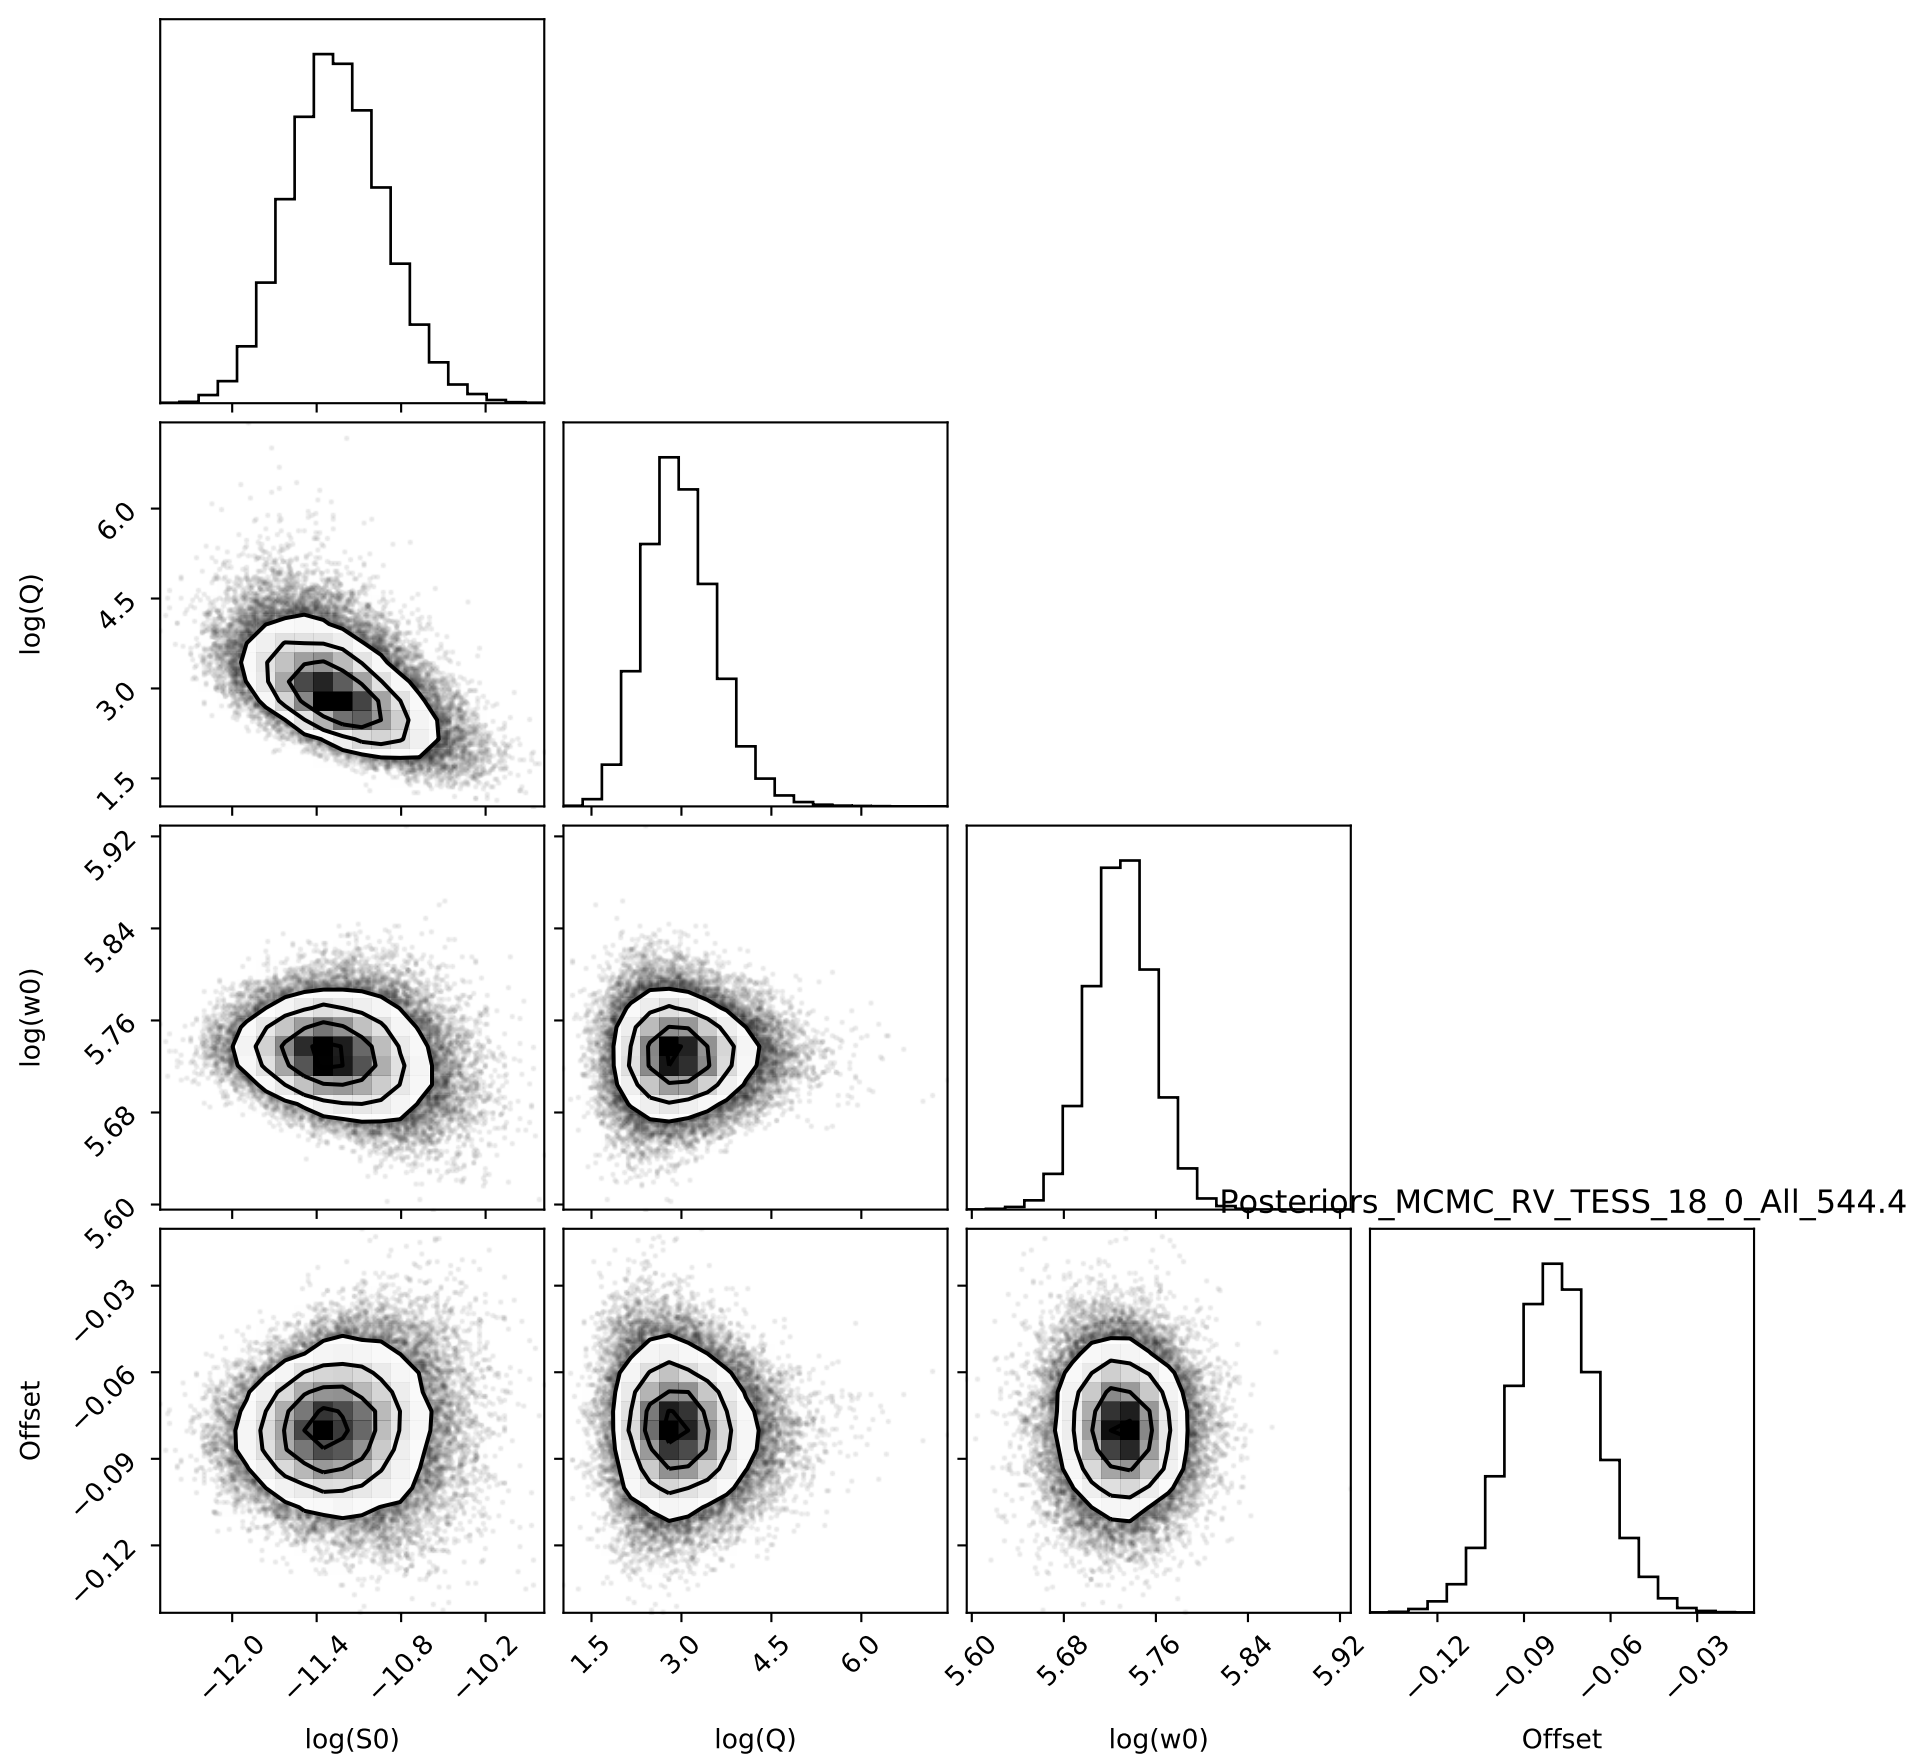 log(Q)
6.0
4.5
3.0
1.5
log(w0)
5.92
5.84
5.76
5.68
5.60
Posteriors_MCMC_RV_TESS_18_0_All_544.4
Offset
−0.03
−0.06
−0.09
−0.12
−12.0 −11.4 −10.8 −10.2
1.5 3.0 4.5 6.0
5.60 5.68 5.76 5.84 5.92
−0.12 −0.09 −0.06 −0.03
log(S0) log(Q) log(w0) Offset